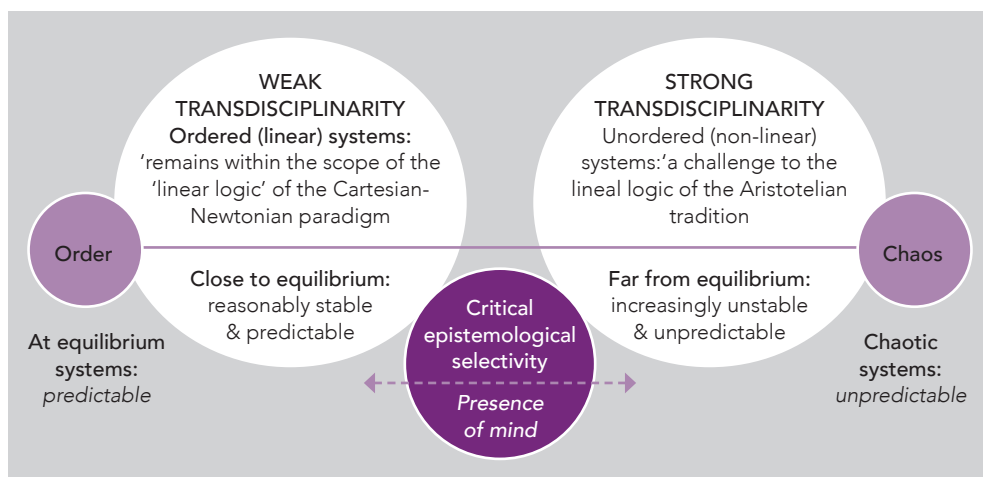 WEAK
TRANSDISCIPLINARITY
Ordered (linear) systems:
'remains within the scope of the
'linear logic' of the Cartesian-
Newtonian paradigm
STRONG
TRANSDISCIPLINARITY
Unordered (non-linear)
systems:'a challenge to the
lineal logic of the Aristotelian
tradition
Order
Chaos
Close to equilibrium:
reasonably stable
& predictable
Far from equilibrium:
increasingly unstable
& unpredictable
Critical
epistemological
selectivity
Presence
of mind
At equilibrium
systems:
predictable
Chaotic
systems:
unpredictable